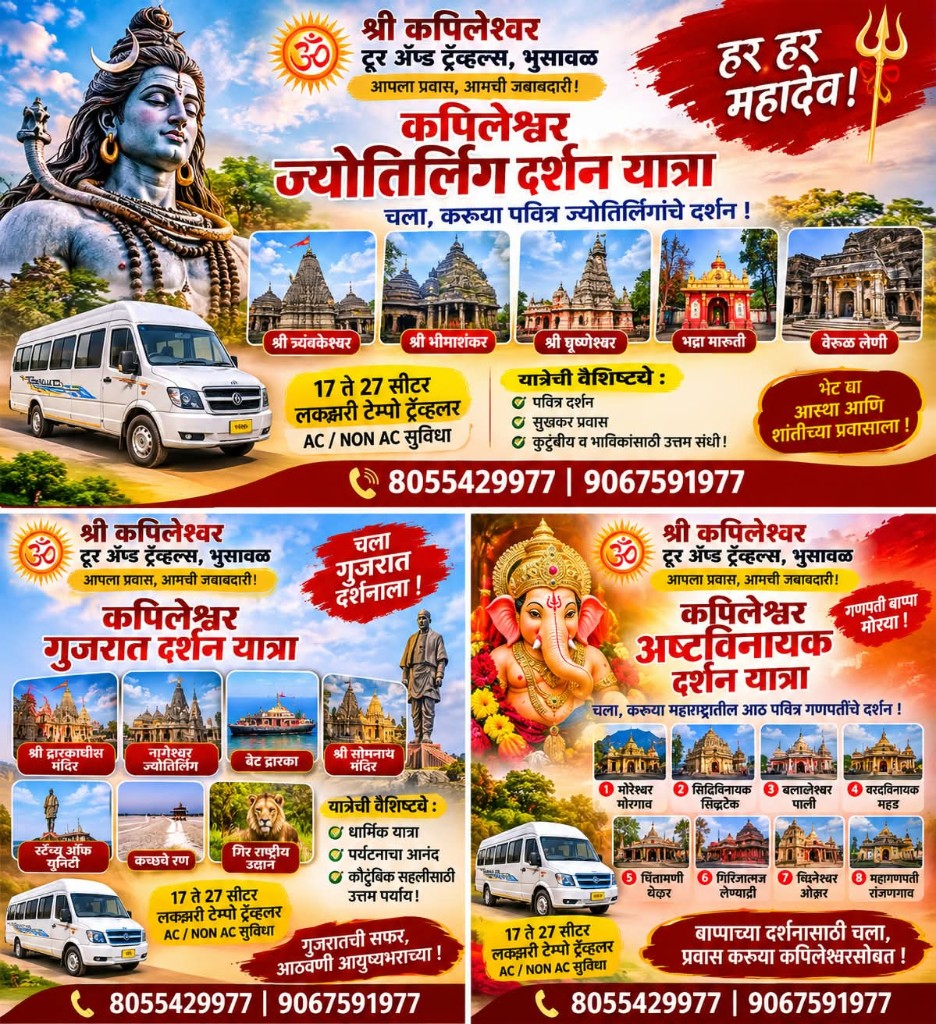 ॐ
श्री कपिलेश्वर
टूर ॲण्ड ट्रॅव्हल्स, भुसावळ
आपला प्रवास, आमची जबाबदारी!
हर हर
महादेव!
कपिलेश्वर
ज्योतिर्लिंग दर्शन यात्रा
चला, करूया पवित्र ज्योतिर्लिंगांचे दर्शन !
श्री त्र्यंबकेश्वर
श्री भीमाशंकर
श्री घृष्णेश्वर
भद्रा मारुती
वेरूळ लेणी
17 ते 27 सीटर
लक्झरी टेम्पो ट्रॅव्हलर
AC / NON AC सुविधा
यात्रेची वैशिष्टये :
पवित्र दर्शन
सुखकर प्रवास
कुटुंबीय व भाविकांसाठी उत्तम संधी!
भेट द्या
आस्था आणि
शांतीच्या प्रवासाला !
8055429977 | 9067591977
ॐ
श्री कपिलेश्वर
टूर ॲण्ड ट्रॅव्हल्स, भुसावळ
आपला प्रवास, आमची जबाबदारी!
चला
गुजरात
दर्शनाला !
कपिलेश्वर
गुजरात दर्शन यात्रा
श्री द्वारकाधीस
मंदिर
नागेश्वर
ज्योतिर्लिंग
बेट द्वारका
श्री सोमनाथ
मंदिर
स्टॅच्यू ऑफ
युनिटी
कच्छचे रण
गिर राष्ट्रीय
उद्यान
यात्रेची वैशिष्टये :
धार्मिक यात्रा
पर्यटनाचा आनंद
कौटुंबिक सहलीसाठी
उत्तम पर्याय!
17 ते 27 सीटर
लक्झरी टेम्पो ट्रॅव्हलर
AC / NON AC सुविधा
गुजरातची सफर,
आठवणी आयुष्यभराच्या !
8055429977 | 9067591977
ॐ
श्री कपिलेश्वर
टूर ॲण्ड ट्रॅव्हल्स, भुसावळ
आपला प्रवास, आमची जबाबदारी!
गणपती बाप्पा
मोरया !
कपिलेश्वर
अष्टविनायक
दर्शन यात्रा
चला, करूया महाराष्ट्रातील आठ पवित्र गणपतींचे दर्शन !
1 मोरेश्वर
मोरगाव
2 सिद्धिविनायक
सिद्धटेक
3 बलालेश्वर
पाली
4 वरदविनायक
महड
5 चिंतामणी
थेऊर
6 गिरिजात्मज
लेण्याद्री
7
ओझर
8 महागणपती
रांजणगाव
17 ते 27 सीटर
लक्झरी टेम्पो ट्रॅव्हलर
AC / NON AC सुविधा
बाप्पाच्या दर्शनासाठी चला,
प्रवास करूया कपिलेश्वरसोबत !
8055429977 | 9067591977